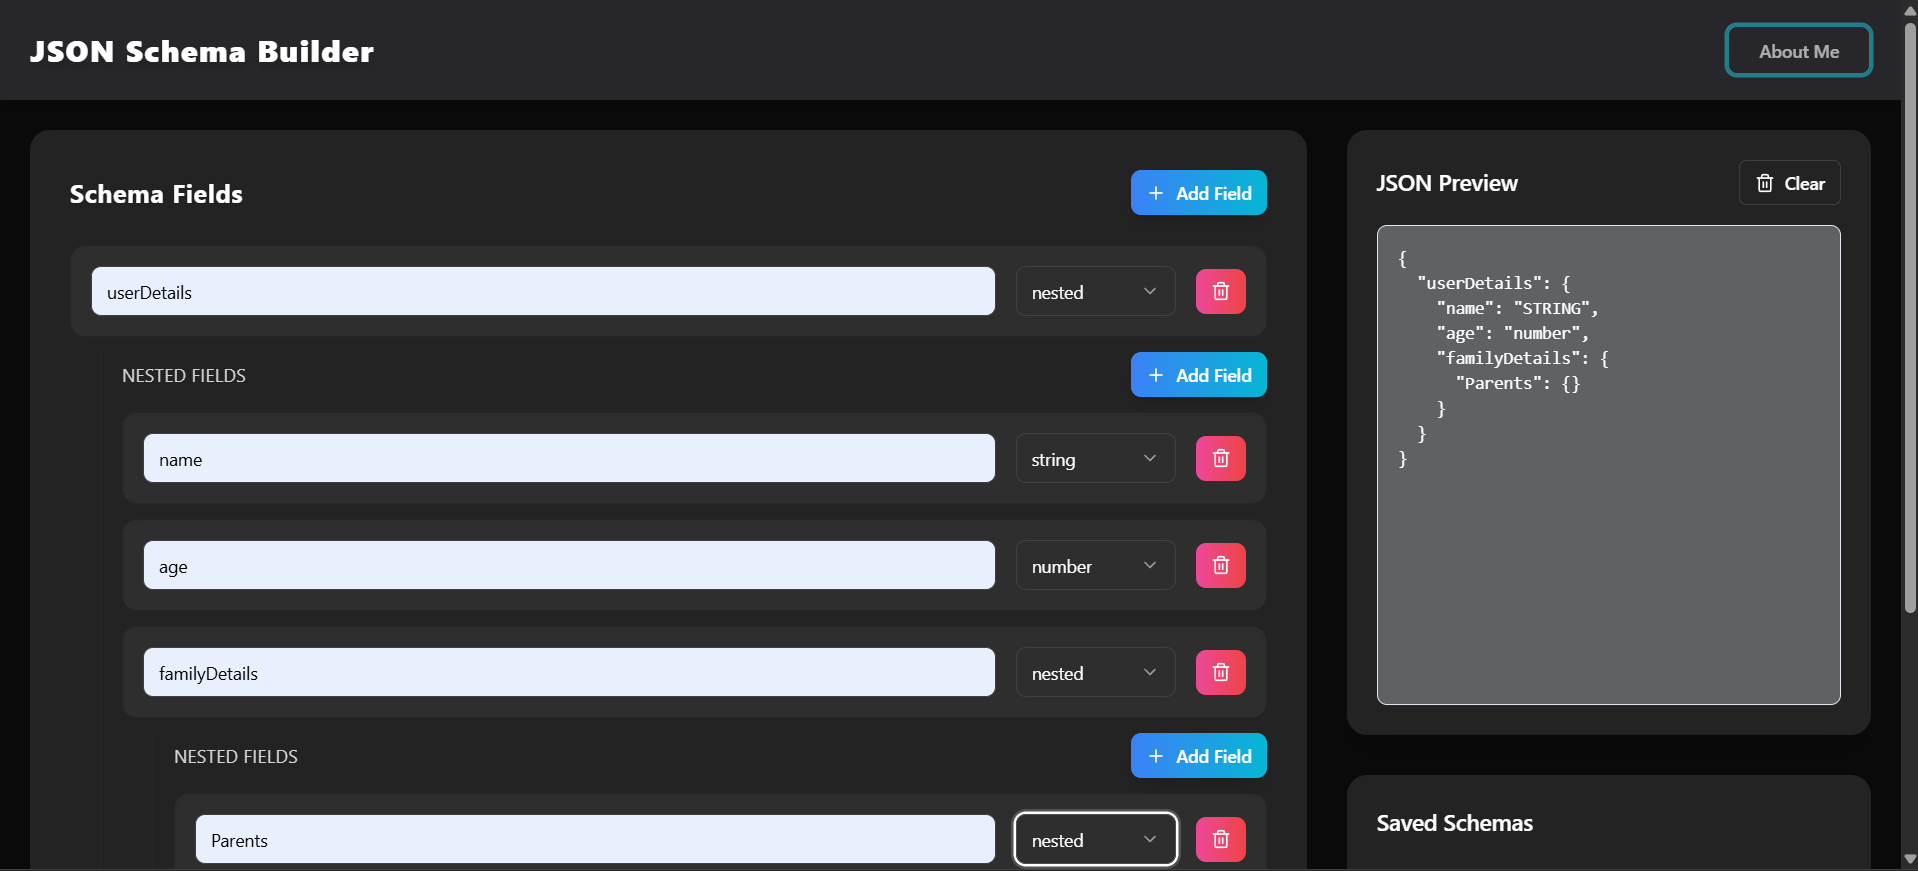 JSON Schema Builder
About Me
Schema Fields
Add Field
userDetails
nested
NESTED FIELDS
Add Field
name
string
age
number
familyDetails
nested
NESTED FIELDS
Add Field
Parents
nested
JSON Preview
Clear
{
"userDetails": {
"name": "STRING",
"age": "number",
"familyDetails": {
"Parents": {}
}
}
}
Saved Schemas